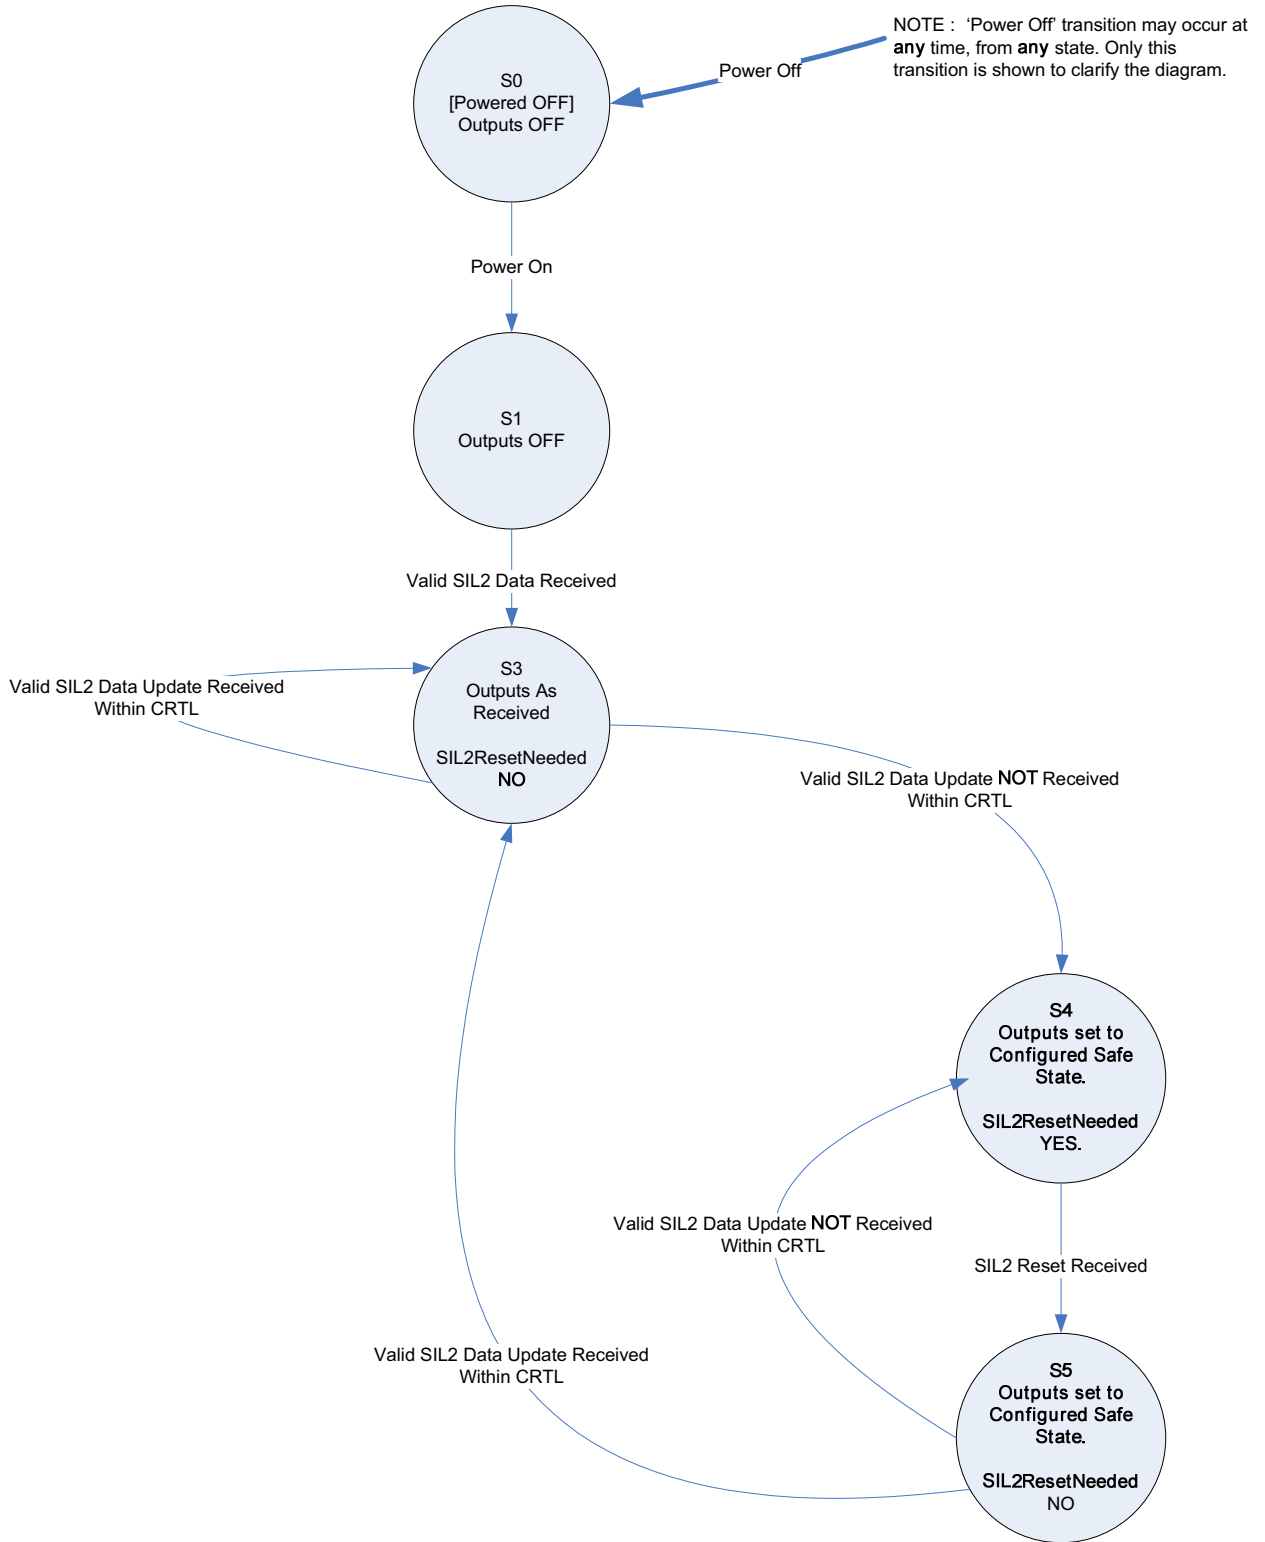 NOTE : ‘Power Off’ transition may occur at
any time, from any state. Only this
transition is shown to clarify the diagram.
Power Off
S0
[Powered OFF]
Outputs OFF
Power On
S1
Outputs OFF
Valid SIL2 Data Received
S3
Outputs As
Received
SIL2ResetNeeded
NO
Valid SIL2 Data Update Received
Within CRTL
Valid SIL2 Data Update NOT Received
Within CRTL
S4
Outputs set to
Configured Safe
State.
SIL2ResetNeeded
YES.
Valid SIL2 Data Update NOT Received
Within CRTL
SIL2 Reset Received
Valid SIL2 Data Update Received
Within CRTL
S5
Outputs set to
Configured Safe
State.
SIL2ResetNeeded
NO